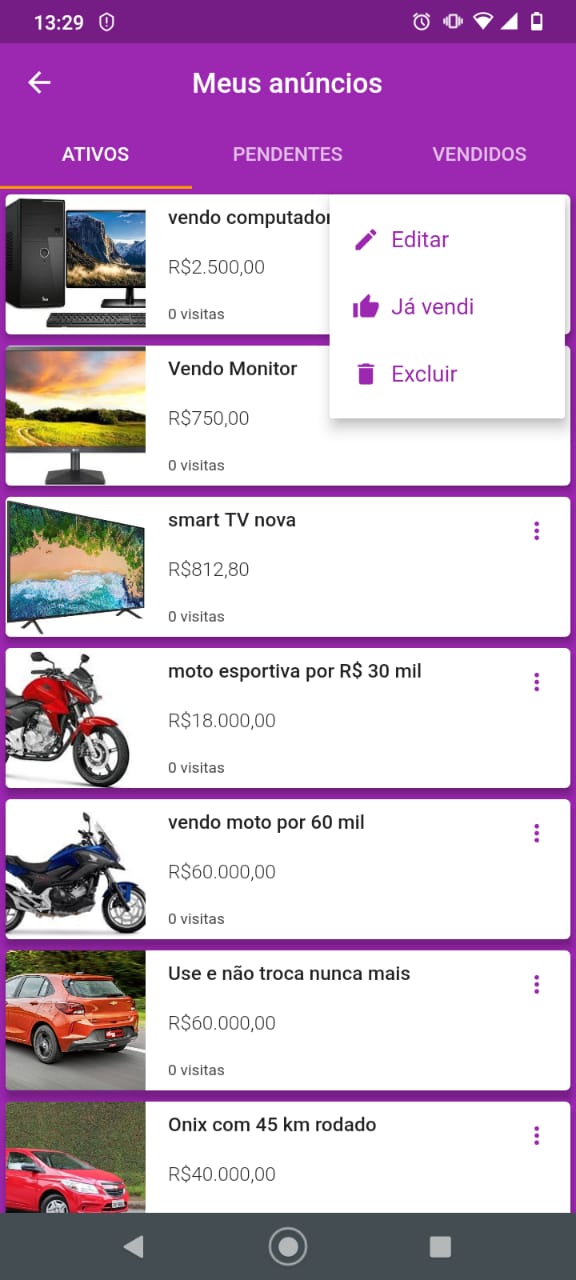 13:29
Meus anúncios
ATIVOS
PENDENTES
VENDIDOS
vendo computador
R$2.500,00
0 visitas
Editar
Já vendi
Excluir
Vendo Monitor
R$750,00
0 visitas
smart TV nova
R$812,80
0 visitas
moto esportiva por R$ 30 mil
R$18.000,00
0 visitas
vendo moto por 60 mil
R$60.000,00
0 visitas
Use e não troca nunca mais
R$60.000,00
0 visitas
Onix com 45 km rodado
R$40.000,00